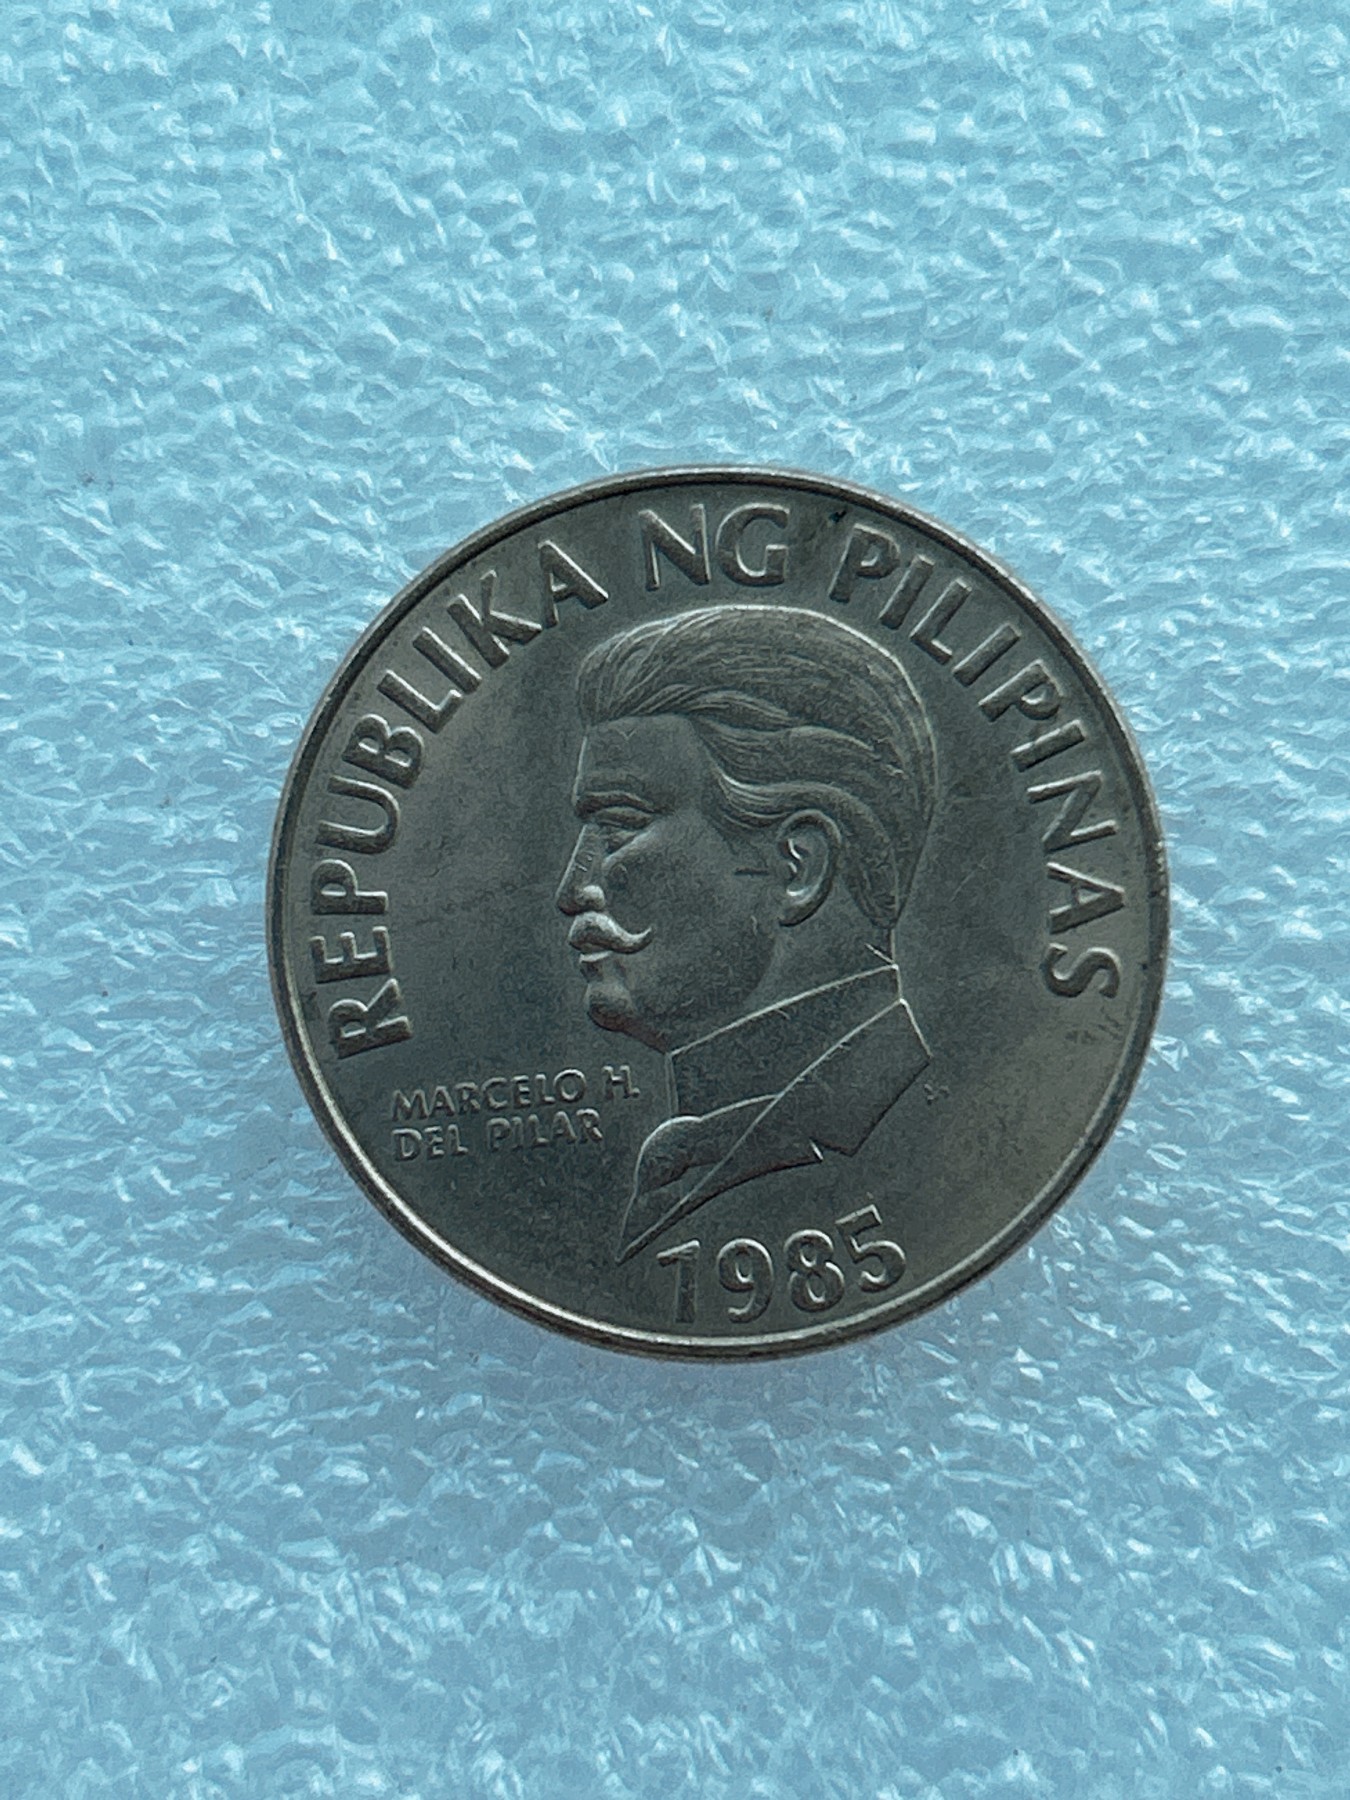 REPUBLIKA NG PILIPINAS
MARCELO H.
DEL PILAR
1985